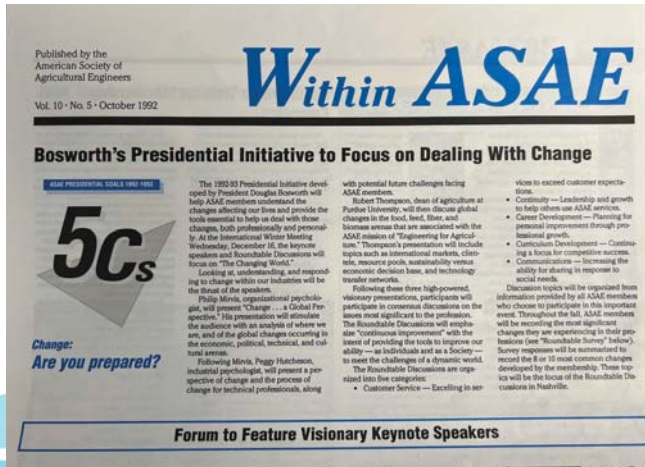 Published by the
American Society of
Agricultural Engineers
Vol. 10 · No. 5 · October 1992
Within ASAE
Bosworth's Presidential Initiative to Focus on Dealing With Change
ASAE PRESIDENTIAL GOALS 1992-1993
5Cs
Change:
Are you prepared?
The 1992-93 Presidential Initiative devel-
oped by President Douglas Bosworth will
help ASAE members understand the
changes affecting our lives and provide the
tools essential to help us deal with those
changes, both professionally and personal-
ly. At the International Winter Meeting
Wednesday, December 16, the keynote
speakers and Roundtable Discussions will
focus on "The Changing World."
Looking at, understanding, and respond-
ing to change within our industries will be
the thrust of the speakers.
Philip Mirvis, organizational psycholo-
gist, will present "Change . . . a Global Per-
spective." His presentation will stimulate
the audience with an analysis of where we
are, and of the global changes occurring in
the economic, political, technical, and cul-
tural arenas.
Following Mirvis, Peggy Hutcheson,
industrial psychologist, will present a per-
spective of change and the process of
change for technical professionals, along
with potential future challenges facing
ASAE members.
Robert Thompson, dean of agriculture at
Purdue University, will then discuss global
changes in the food, feed, fiber, and
biomass arenas that are associated with the
ASAE mission of "Engineering for Agricul-
ture." Thompson's presentation will include
topics such as international markets, clien-
tele, resource pools, sustainability versus
economic decision base, and technology
transfer networks.
Following these three high-powered,
visionary presentations, participants will
participate in consensus discussions on the
issues most significant to the profession.
The Roundtable Discussions will empha-
size "continuous improvement" with the
intent of providing the tools to improve our
ability — as individuals and as a Society —
to meet the challenges of a dynamic world.
The Roundtable Discussions are orga-
nized into five categories:
• Customer Service — Excelling in ser-
vices to exceed customer expecta-
tions.
• Continuity — Leadership and growth
to help others use ASAE services.
• Career Development — Planning for
personal improvement through pro-
fessional growth.
• Curriculum Development — Continu-
ing a focus for competitive success.
• Communications — Increasing the
ability for sharing in response to
social needs.
Discussion topics will be organized from
information provided by all ASAE members
who choose to participate in this important
event. Throughout the fall, ASAE members
will be recording the most significant
changes they are experiencing in their pro-
fessions (see "Roundtable Survey" below).
Survey responses will be summarized to
record the 8 or 10 most common changes
developed by the membership. These top-
ics will be the focus of the Roundtable Dis-
cussions in Nashville.
Forum to Feature Visionary Keynote Speakers